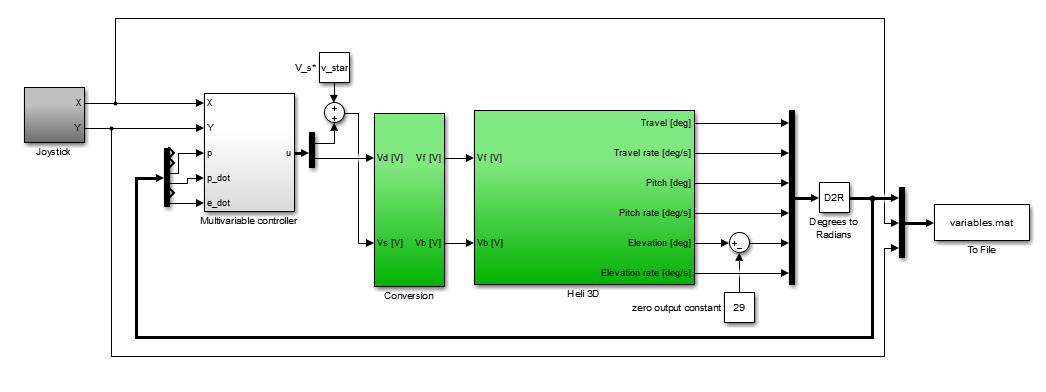 V_s*
v_star
+
+
X
Y
Joystick
X
Y
p
p_dot
e_dot
u
Multivariable controller
Vd [V]
Vs [V]
Vf [V]
Vb [V]
Conversion
Vf [V]
Vb [V]
Travel [deg]
Travel rate [deg/s]
Pitch [deg]
Pitch rate [deg/s]
Elevation [deg]
Elevation rate [deg/s]
Heli 3D
+
−
zero output constant
29
D2R
Degrees to
Radians
variables.mat
To File